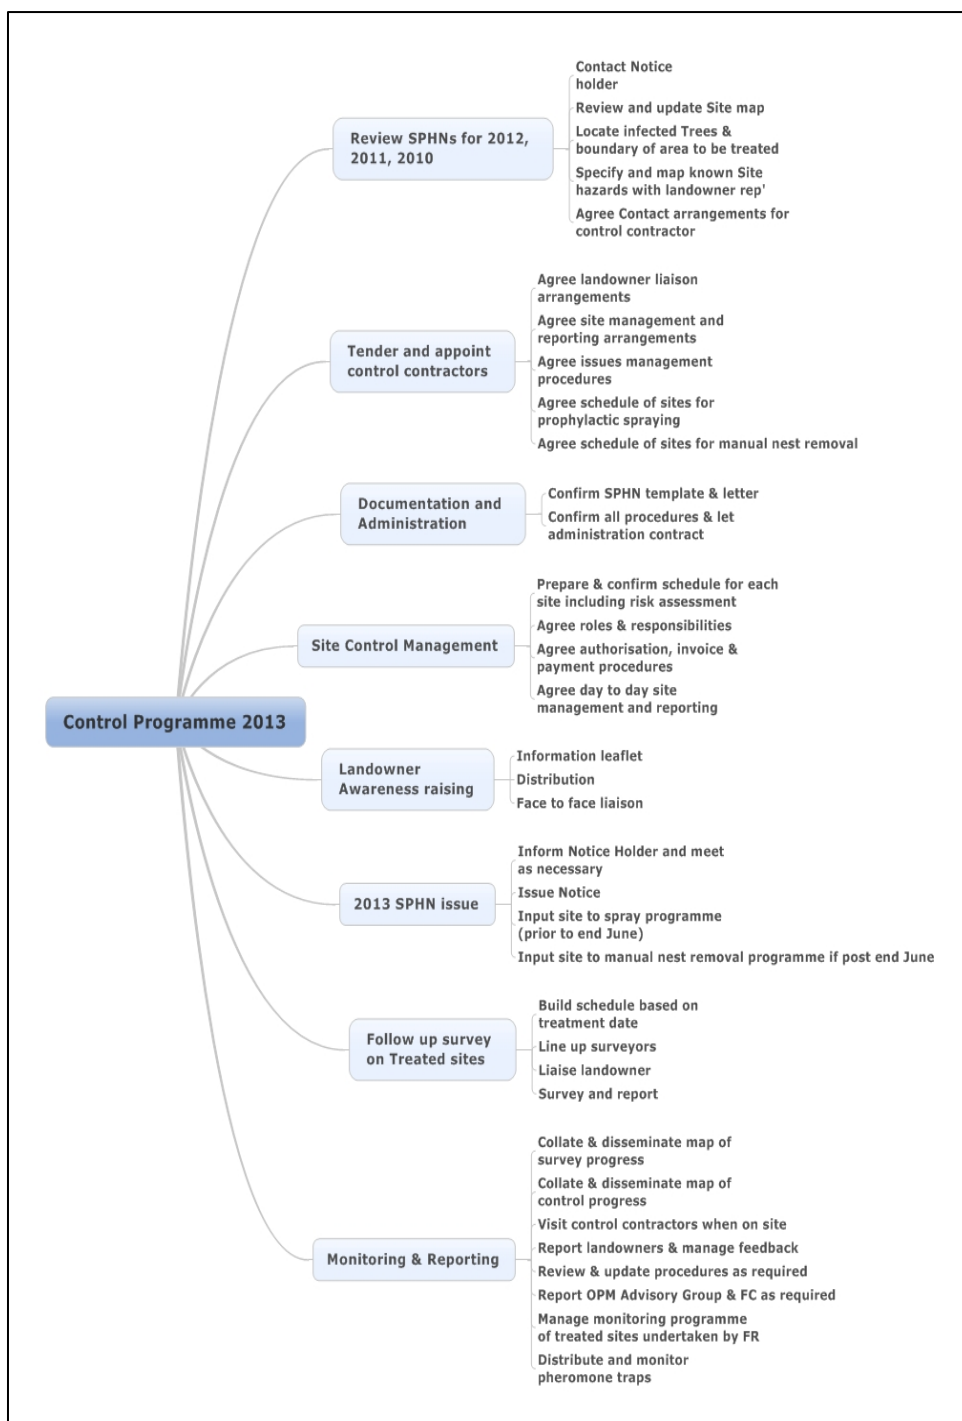 Control Programme 2013
Review SPHNs for 2012,
2011, 2010
Contact Notice
holder
Review and update Site map
Locate infected Trees &
boundary of area to be treated
Specify and map known Site
hazards with landowner rep'
Agree Contact arrangements for
control contractor
Tender and appoint
control contractors
Agree landowner liaison
arrangements
Agree site management and
reporting arrangements
Agree issues management
procedures
Agree schedule of sites for
prophylactic spraying
Agree schedule of sites for manual nest removal
Documentation and
Administration
Confirm SPHN template & letter
Confirm all procedures & let
administration contract
Site Control Management
Prepare & confirm schedule for each
site including risk assessment
Agree roles & responsibilities
Agree authorisation, invoice &
payment procedures
Agree day to day site
management and reporting
Landowner
Awareness raising
Information leaflet
Distribution
Face to face liaison
2013 SPHN issue
Inform Notice Holder and meet
as necessary
Issue Notice
Input site to spray programme
(prior to end June)
Input site to manual nest removal programme if post end June
Follow up survey
on Treated sites
Build schedule based on
treatment date
Line up surveyors
Liaise landowner
Survey and report
Monitoring & Reporting
Collate & disseminate map of
survey progress
Collate & disseminate map of
control progress
Visit control contractors when on site
Report landowners & manage feedback
Review & update procedures as required
Report OPM Advisory Group & FC as required
Manage monitoring programme
of treated sites undertaken by FR
Distribute and monitor
pheromone traps